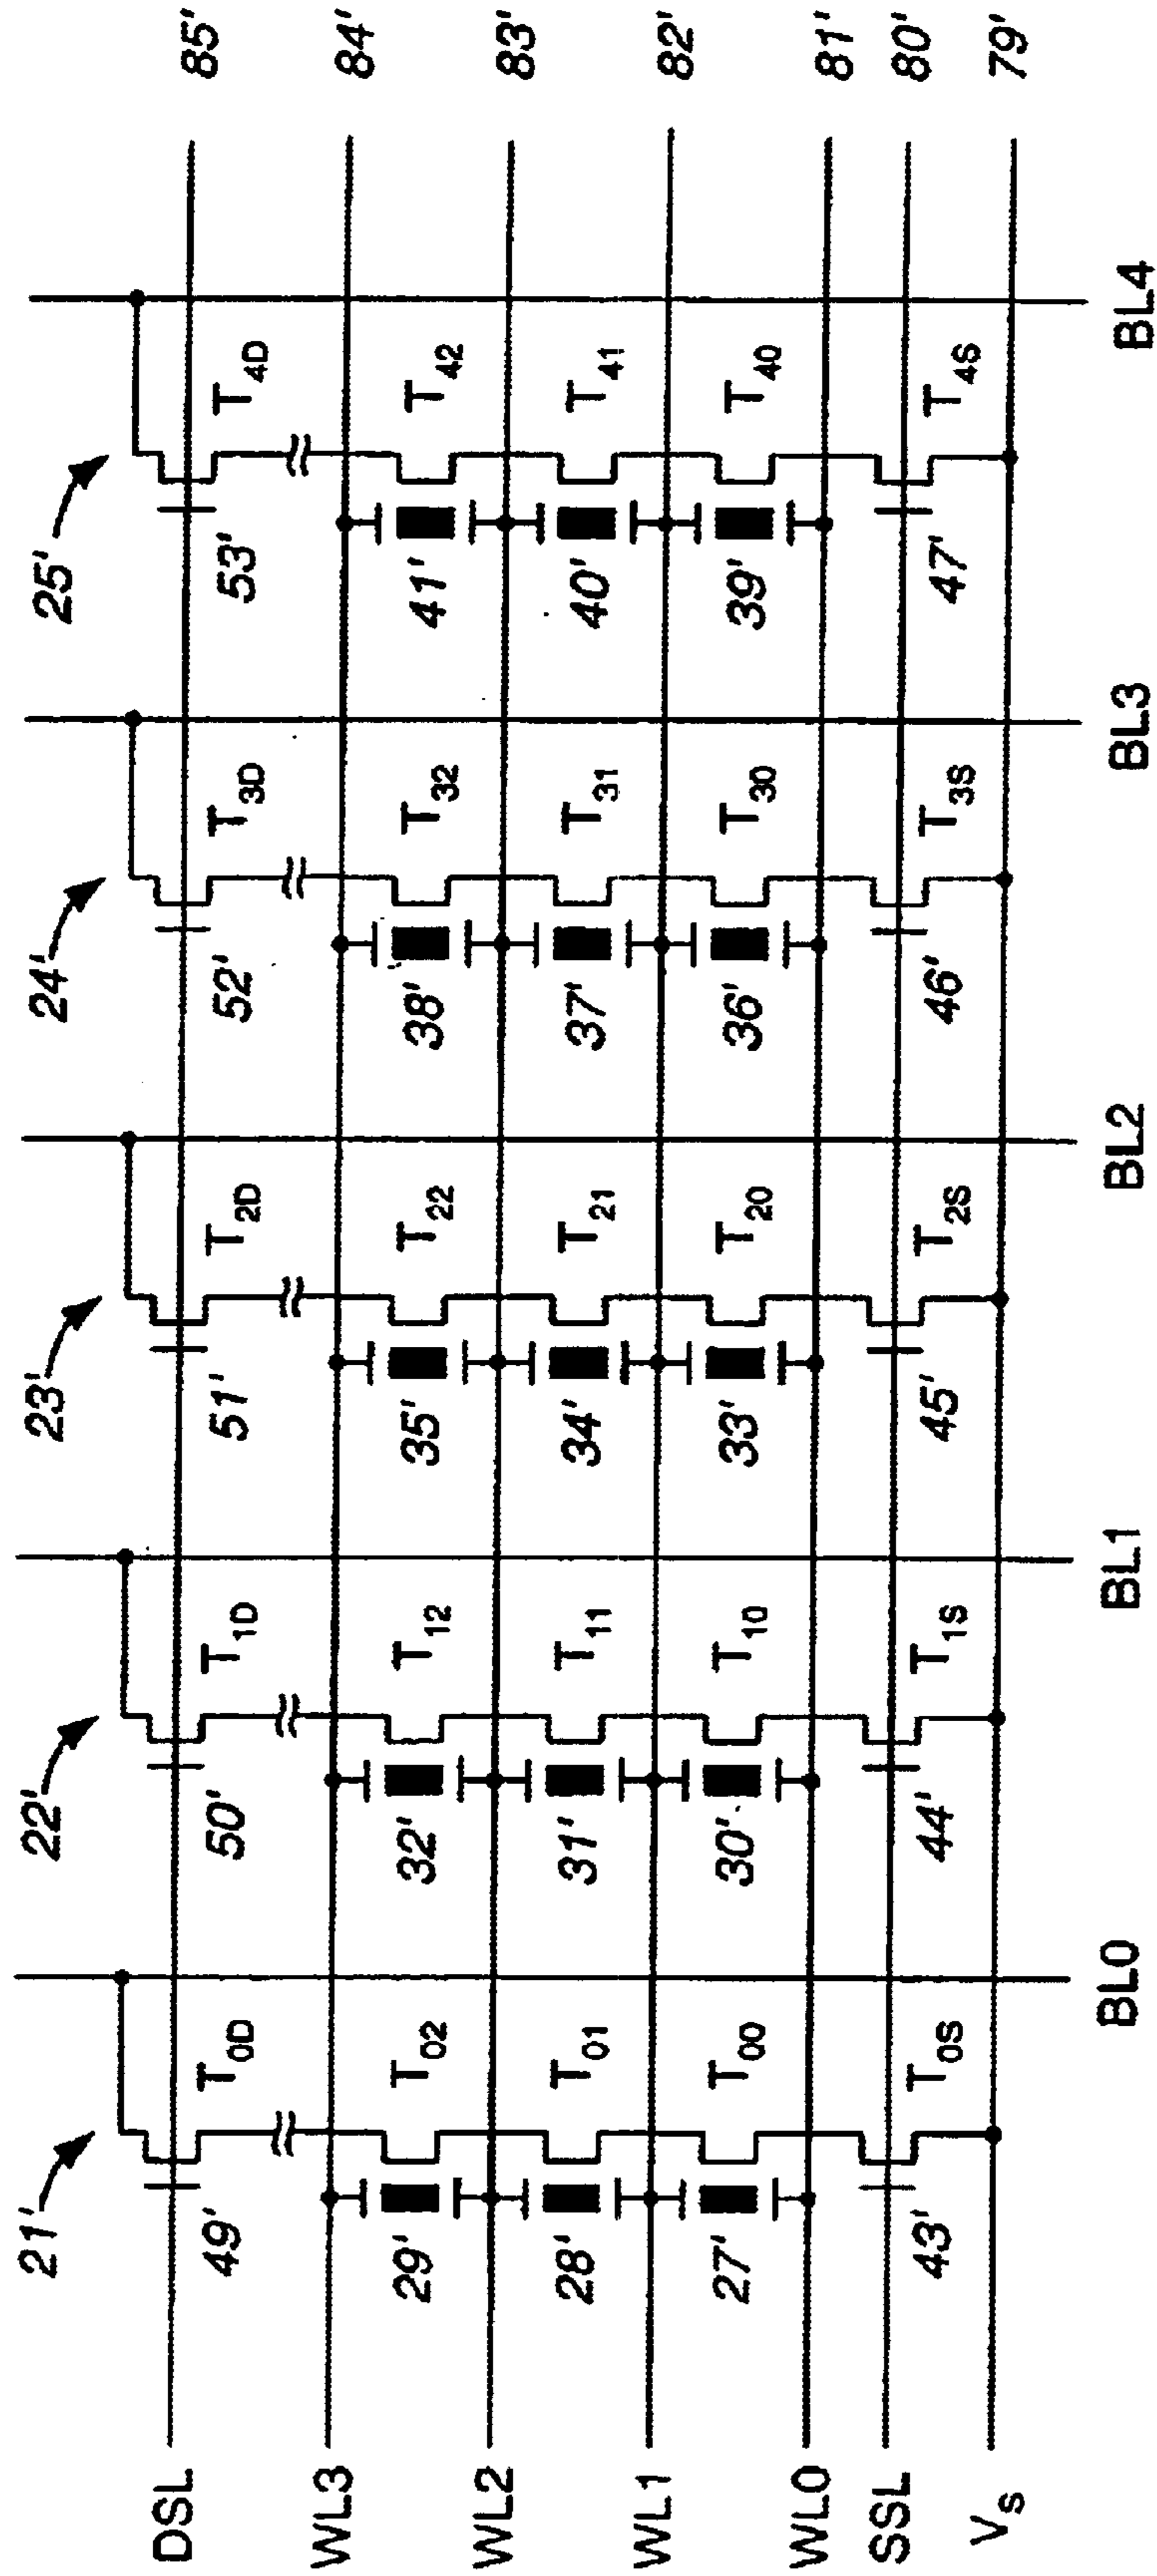 21' 22' 23' 24' 25'
DSL 85'
T0D T1D T2D T3D T4D
49' 50' 51' 52' 53'
WL3 84'
T02 T12 T22 T32 T42
29' 32' 35' 38' 41'
WL2 83'
T01 T11 T21 T31 T41
28' 31' 34' 37' 40'
WL1 82'
T00 T10 T20 T30 T40
27' 30' 33' 36' 39'
WL0 81'
SSL 80'
T0S T1S T2S T3S T4S
43' 44' 45' 46' 47'
Vs 79'
BL0 BL1 BL2 BL3 BL4